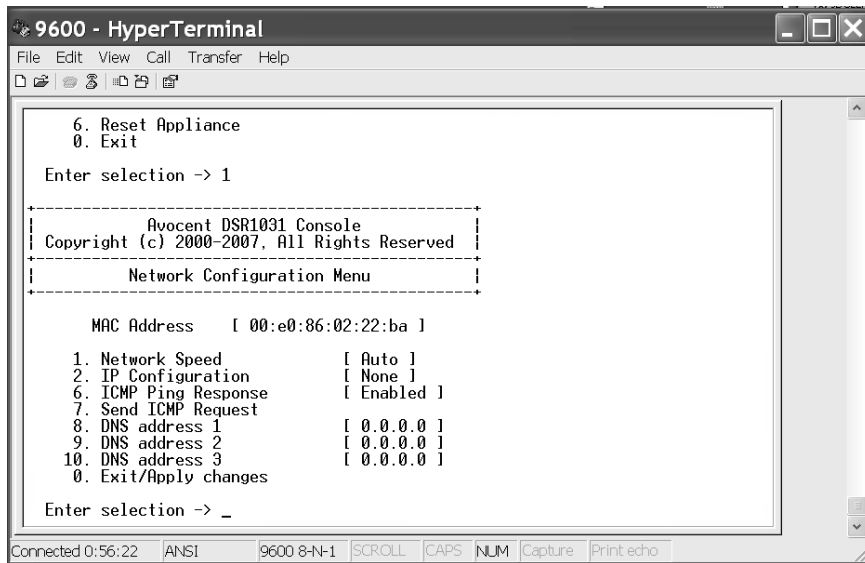 9600 - HyperTerminal
File Edit View Call Transfer Help
6. Reset Appliance
0. Exit
Enter selection -> 1
Avocent DSR1031 Console
Copyright (c) 2000-2007, All Rights Reserved
Network Configuration Menu
MAC Address [ 00:e0:86:02:22:ba ]
1. Network Speed [ Auto ]
2. IP Configuration [ None ]
6. ICMP Ping Response [ Enabled ]
7. Send ICMP Request
8. DNS address 1 [ 0.0.0.0 ]
9. DNS address 2 [ 0.0.0.0 ]
10. DNS address 3 [ 0.0.0.0 ]
0. Exit/Apply changes
Enter selection -> _
Connected 0:56:22 ANSI 9600 8-N-1 SCROLL CAPS NUM Capture Print echo